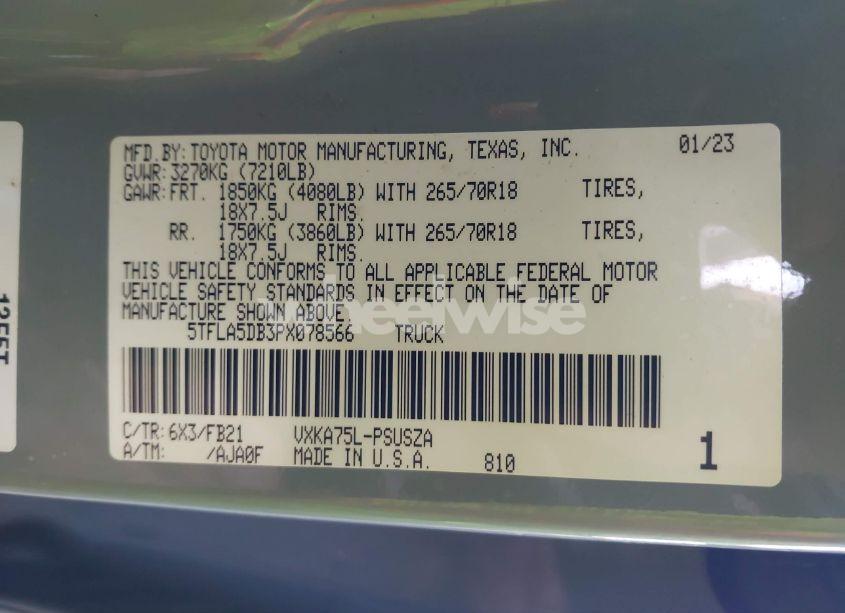 MFD.BY:TOYOTA MOTOR MANUFACTURING, TEXAS, INC. 01/23
GVWR:3270KG (7210LB)
GAWR:FRT. 1850KG (4080LB) WITH 265/70R18 TIRES,
18X7.5J RIMS.
RR. 1750KG (3860LB) WITH 265/70R18 TIRES,
18X7.5J RIMS.
THIS VEHICLE CONFORMS TO ALL APPLICABLE FEDERAL MOTOR
VEHICLE SAFETY STANDARDS IN EFFECT ON THE DATE OF
MANUFACTURE SHOWN ABOVE.
5TFLA5DB3PX078566 TRUCK
C/TR:6X3/FB21 VXKA75L-PSUSZA
A/TM: /AJA0F MADE IN U.S.A. 810 1
1255T
wheelwise